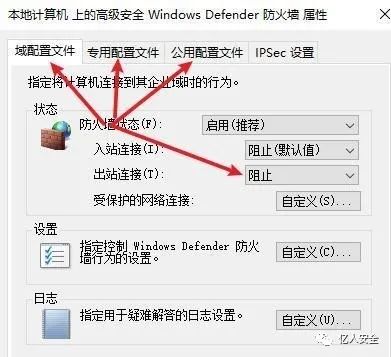 本地计算机 上的高级安全 Windows Defender 防火墙 属性
域配置文件 专用配置文件 公用配置文件 IPSec 设置
指定将计算机连接到其企业域时的行为。
状态
防火墙状态(F): 启用(推荐)
入站连接(I): 阻止(默认值)
出站连接(T): 阻止
受保护的网络连接: 自定义(S)...
设置
指定控制 Windows Defender 防火墙行为的设置。 自定义(C)...
日志
指定用于疑难解答的日志设置。 自定义(U)...
亿人安全